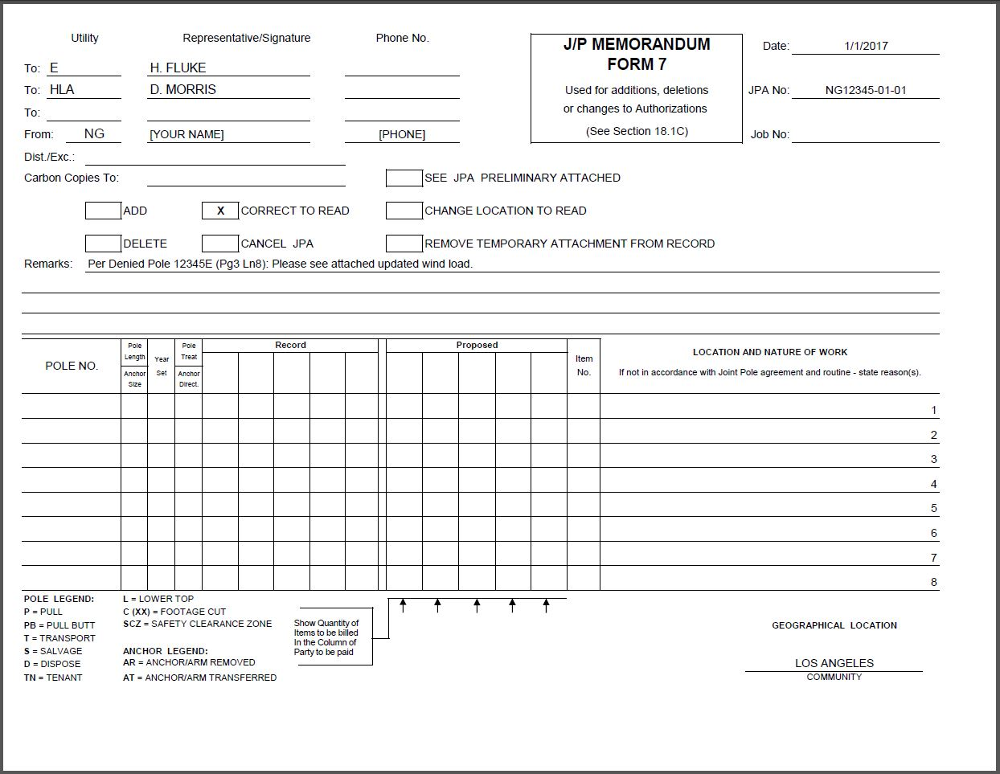 Utility Representative/Signature Phone No.
J/P MEMORANDUM
FORM 7
Used for additions, deletions
or changes to Authorizations
(See Section 18.1C)
Date: 1/1/2017
JPA No: NG12345-01-01
Job No:
To: E H. FLUKE
To: HLA D. MORRIS
To:
From: NG [YOUR NAME] [PHONE]
Dist./Exc.:
Carbon Copies To: SEE JPA PRELIMINARY ATTACHED
ADD X CORRECT TO READ CHANGE LOCATION TO READ
DELETE CANCEL JPA REMOVE TEMPORARY ATTACHMENT FROM RECORD
Remarks: Per Denied Pole 12345E (Pg3 Ln8): Please see attached updated wind load.
POLE NO.
Pole
Length
Anchor
Size
Year
Set
Pole
Treat
Anchor
Direct.
Record
Proposed
Item
No.
LOCATION AND NATURE OF WORK
If not in accordance with Joint Pole agreement and routine - state reason(s).
1
2
3
4
5
6
7
8
POLE LEGEND:
P = PULL
PB = PULL BUTT
T = TRANSPORT
S = SALVAGE
D = DISPOSE
TN = TENANT
L = LOWER TOP
C (XX) = FOOTAGE CUT
SCZ = SAFETY CLEARANCE ZONE
ANCHOR LEGEND:
AR = ANCHOR/ARM REMOVED
AT = ANCHOR/ARM TRANSFERRED
Show Quantity of
Items to be billed
In the Column of
Party to be paid
GEOGRAPHICAL LOCATION
LOS ANGELES
COMMUNITY